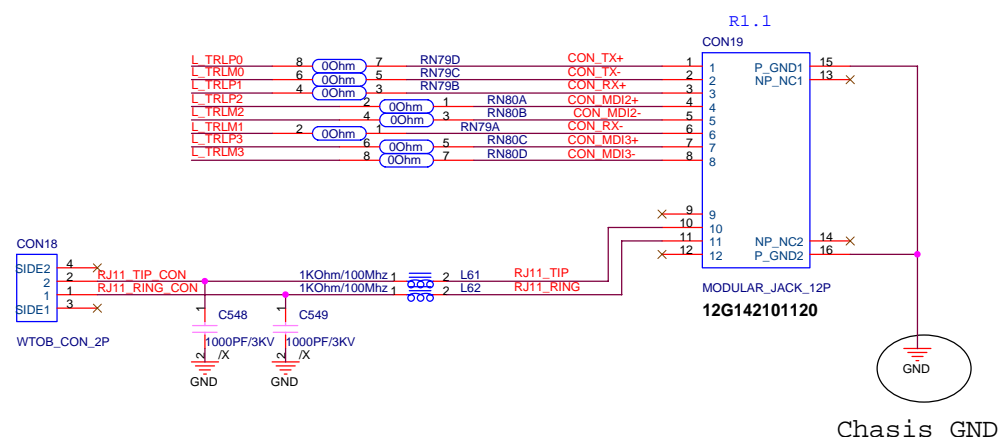 R1.1
CON19
L_TRLP0 8 0Ohm 7 RN79D CON_TX+ 1 1 P_GND1 15
L_TRLM0 6 0Ohm 5 RN79C CON_TX- 2 2 NP_NC1 13
L_TRLP1 4 0Ohm 3 RN79B CON_RX+ 3 3
L_TRLP2 2 0Ohm 1 RN80A CON_MDI2+ 4 4
L_TRLM2 4 0Ohm 3 RN80B CON_MDI2- 5 5
L_TRLM1 2 0Ohm 1 RN79A CON_RX- 6 6
L_TRLP3 6 0Ohm 5 RN80C CON_MDI3+ 7 7
L_TRLM3 8 0Ohm 7 RN80D CON_MDI3- 8 8
9 9
10 10
11 11 NP_NC2 14
12 12 P_GND2 16
CON18
SIDE2 4
2 2 RJ11_TIP_CON 1KOhm/100Mhz 1 2 L61 RJ11_TIP
1 1 RJ11_RING_CON 1KOhm/100Mhz 1 2 L62 RJ11_RING
SIDE1 3
MODULAR_JACK_12P
12G142101120
WTOB_CON_2P
1 C548 1 C549
1000PF/3KV 1000PF/3KV
2 /X 2 /X
GND GND
GND
Chasis GND